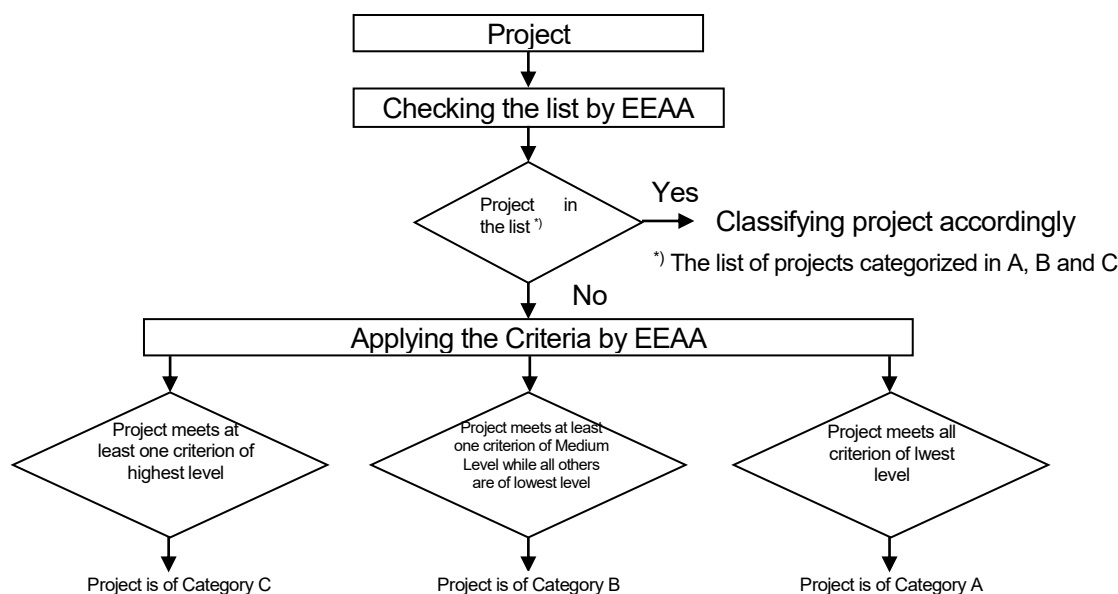 Project
Checking the list by EEAA
Project in
the list *)
Yes
Classifying project accordingly
*) The list of projects categorized in A, B and C
No
Applying the Criteria by EEAA
Project meets at
least one criterion of
highest level
Project meets at least
one criterion of Medium
Level while all others
are of lowest level
Project meets all
criterion of lwest
level
Project is of Category C
Project is of Category B
Project is of Category A